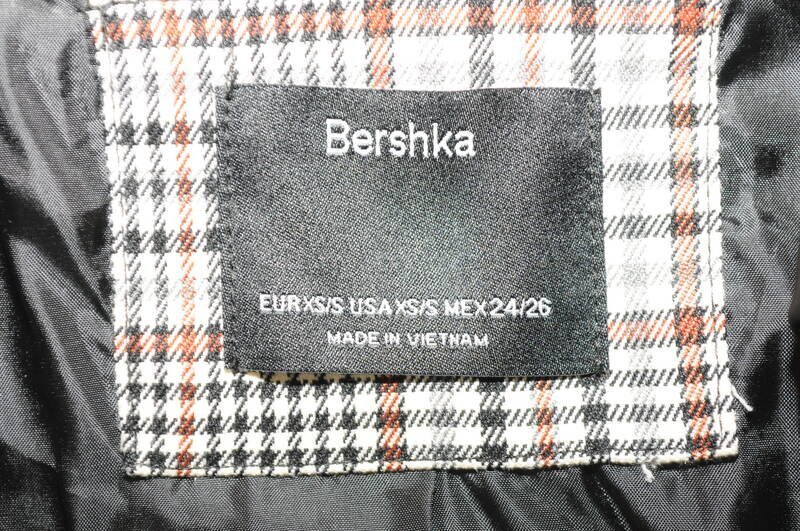 Bershka
EUR XS/S USA XS/S MEX 24/26
MADE IN VIETNAM